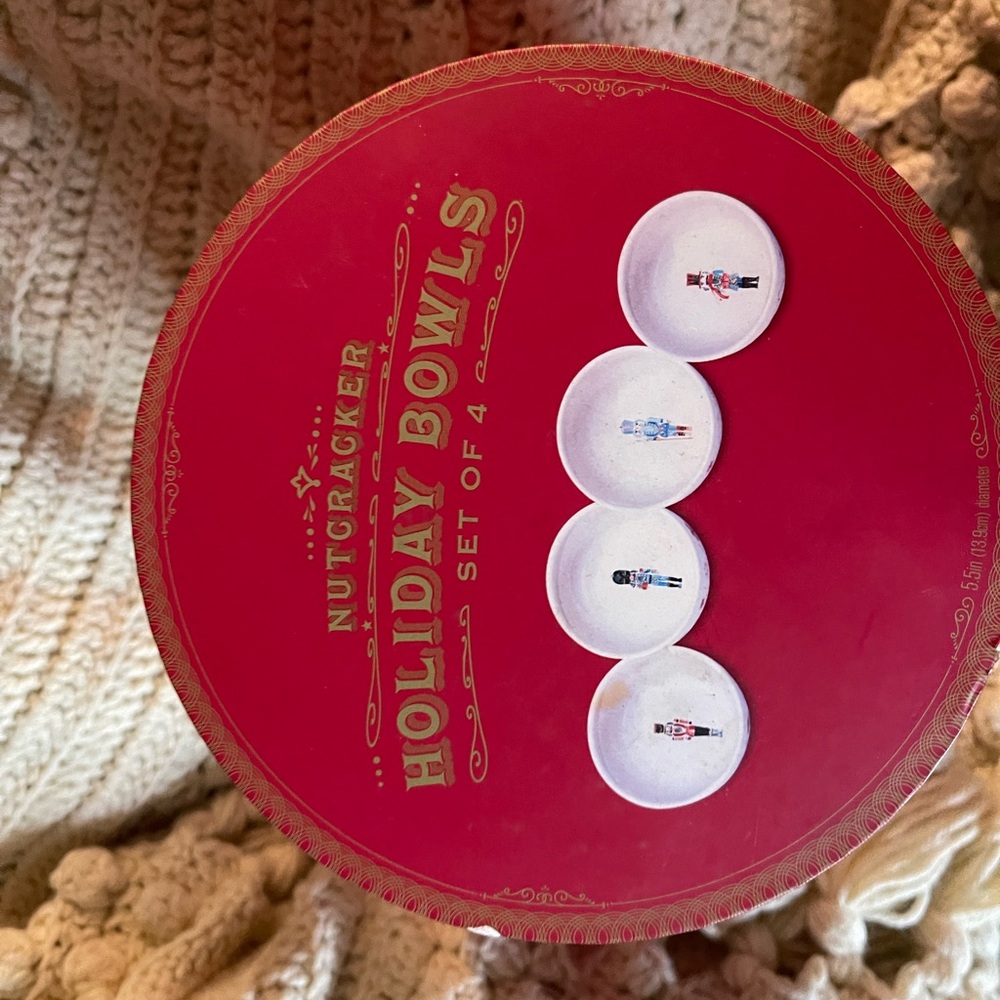 NUTCRACKER
HOLIDAY BOWLS
SET OF 4
5.5in (13.9cm) diameter